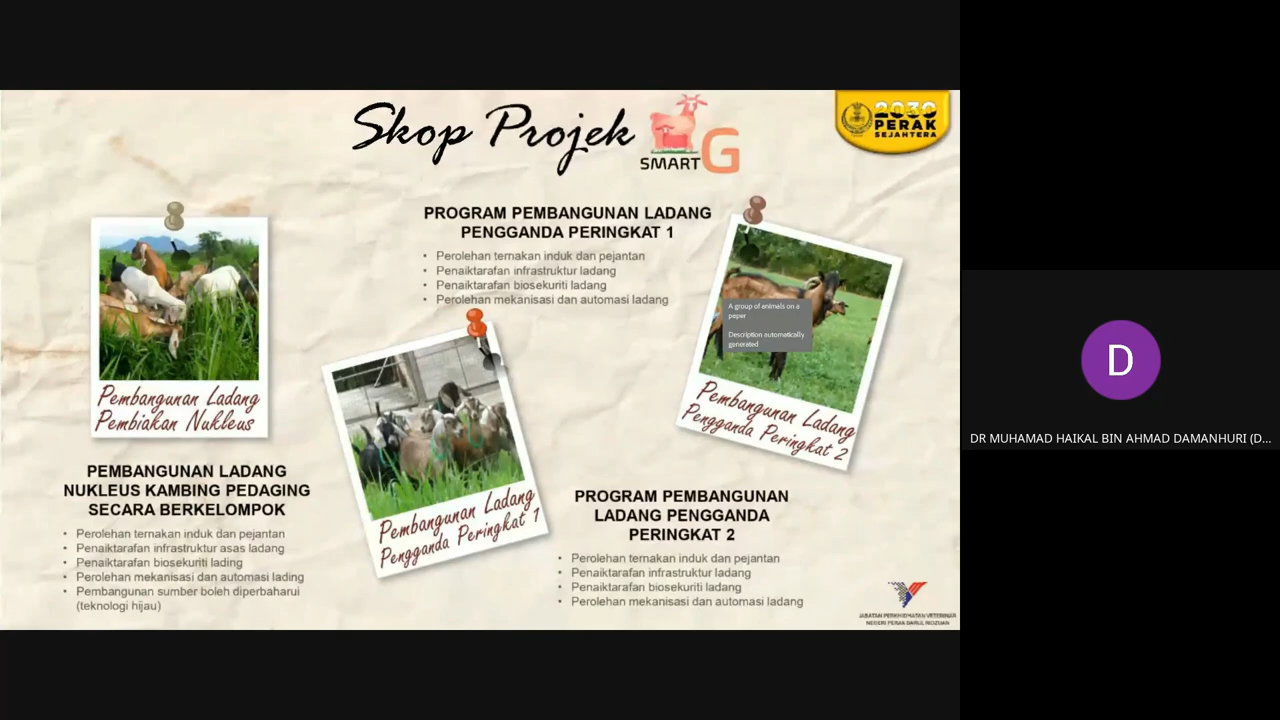 Skop Projek
SMART G
2030
PERAK
SEJAHTERA
PROGRAM PEMBANGUNAN LADANG
PENGGANDA PERINGKAT 1
• Perolehan ternakan induk dan pejantan
• Penaiktarafan infrastruktur ladang
• Penaiktarafan biosekuriti ladang
• Perolehan mekanisasi dan automasi ladang
A group of animals on a
paper
Description automatically
generated
Pembangunan Ladang
Pembiakan Nukleus
Pembangunan Ladang
Pengganda Peringkat 1
Pembangunan Ladang
Pengganda Peringkat 2
PEMBANGUNAN LADANG
NUKLEUS KAMBING PEDAGING
SECARA BERKELOMPOK
• Perolehan ternakan induk dan pejantan
• Penaiktarafan infrastruktur asas ladang
• Penaiktarafan biosekuriti lading
• Perolehan mekanisasi dan automasi lading
• Pembangunan sumber boleh diperbaharui
(teknologi hijau)
PROGRAM PEMBANGUNAN
LADANG PENGGANDA
PERINGKAT 2
• Perolehan ternakan induk dan pejantan
• Penaiktarafan infrastruktur ladang
• Penaiktarafan biosekuriti ladang
• Perolehan mekanisasi dan automasi ladang
JABATAN PERKHIDMATAN VETERINAR
NEGERI PERAK DARUL RIDZUAN
D
DR MUHAMAD HAIKAL BIN AHMAD DAMANHURI (D...